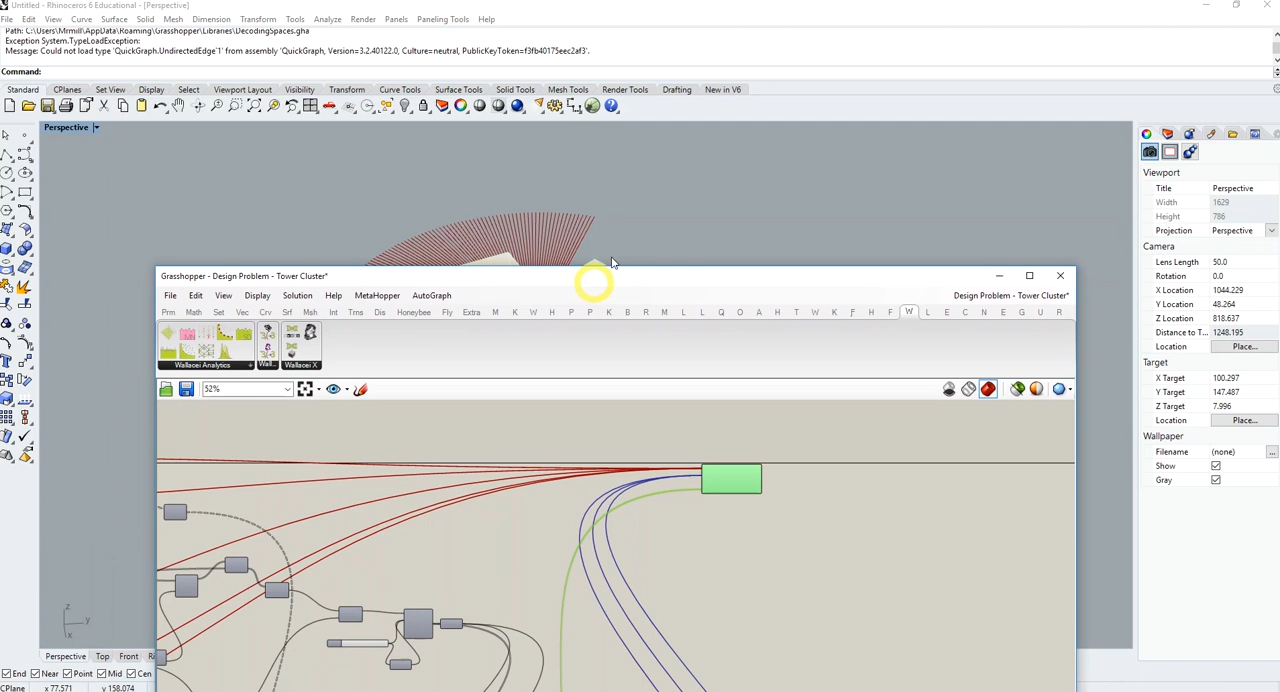 Untitled - Rhinoceros 6 Educational - [Perspective]
File Edit View Curve Surface Solid Mesh Dimension Transform Tools Analyze Render Panels Paneling Tools Help
Path: C:\Users\Mrmill\AppData\Roaming\Grasshopper\Libraries\DecodingSpaces.gha
Exception System.TypeLoadException:
Message: Could not load type 'QuickGraph.UndirectedEdge`1' from assembly 'QuickGraph, Version=3.2.40122.0, Culture=neutral, PublicKeyToken=f3fb40175eec2af3'.
Command:
Standard CPlanes Set View Display Select Viewport Layout Visibility Transform Curve Tools Surface Tools Solid Tools Mesh Tools Render Tools Drafting New in V6
Perspective
Viewport
Title Perspective
Width 1629
Height 786
Projection Perspective
Camera
Lens Length 50.0
Rotation 0.0
X Location 1044.229
Y Location 48.264
Z Location 818.637
Distance to T... 1248.195
Location Place...
Target
X Target 100.297
Y Target 147.487
Z Target 7.996
Location Place...
Wallpaper
Filename (none) ...
Show
Gray
Grasshopper - Design Problem - Tower Cluster*
File Edit View Display Solution Help MetaHopper AutoGraph Design Problem - Tower Cluster*
Prm Math Set Vec Crv Srf Msh Int Trns Dis Honeybee Fly Extra M K W H P P K B R M L L Q O A H T W K F H F W L E C N E G U R
Wallacei Analytics Wall... Wallacei X
52%
z
y
x
Perspective Top Front Ri
End Near Point Mid Cen
CPlane x 77.571 y 158.074